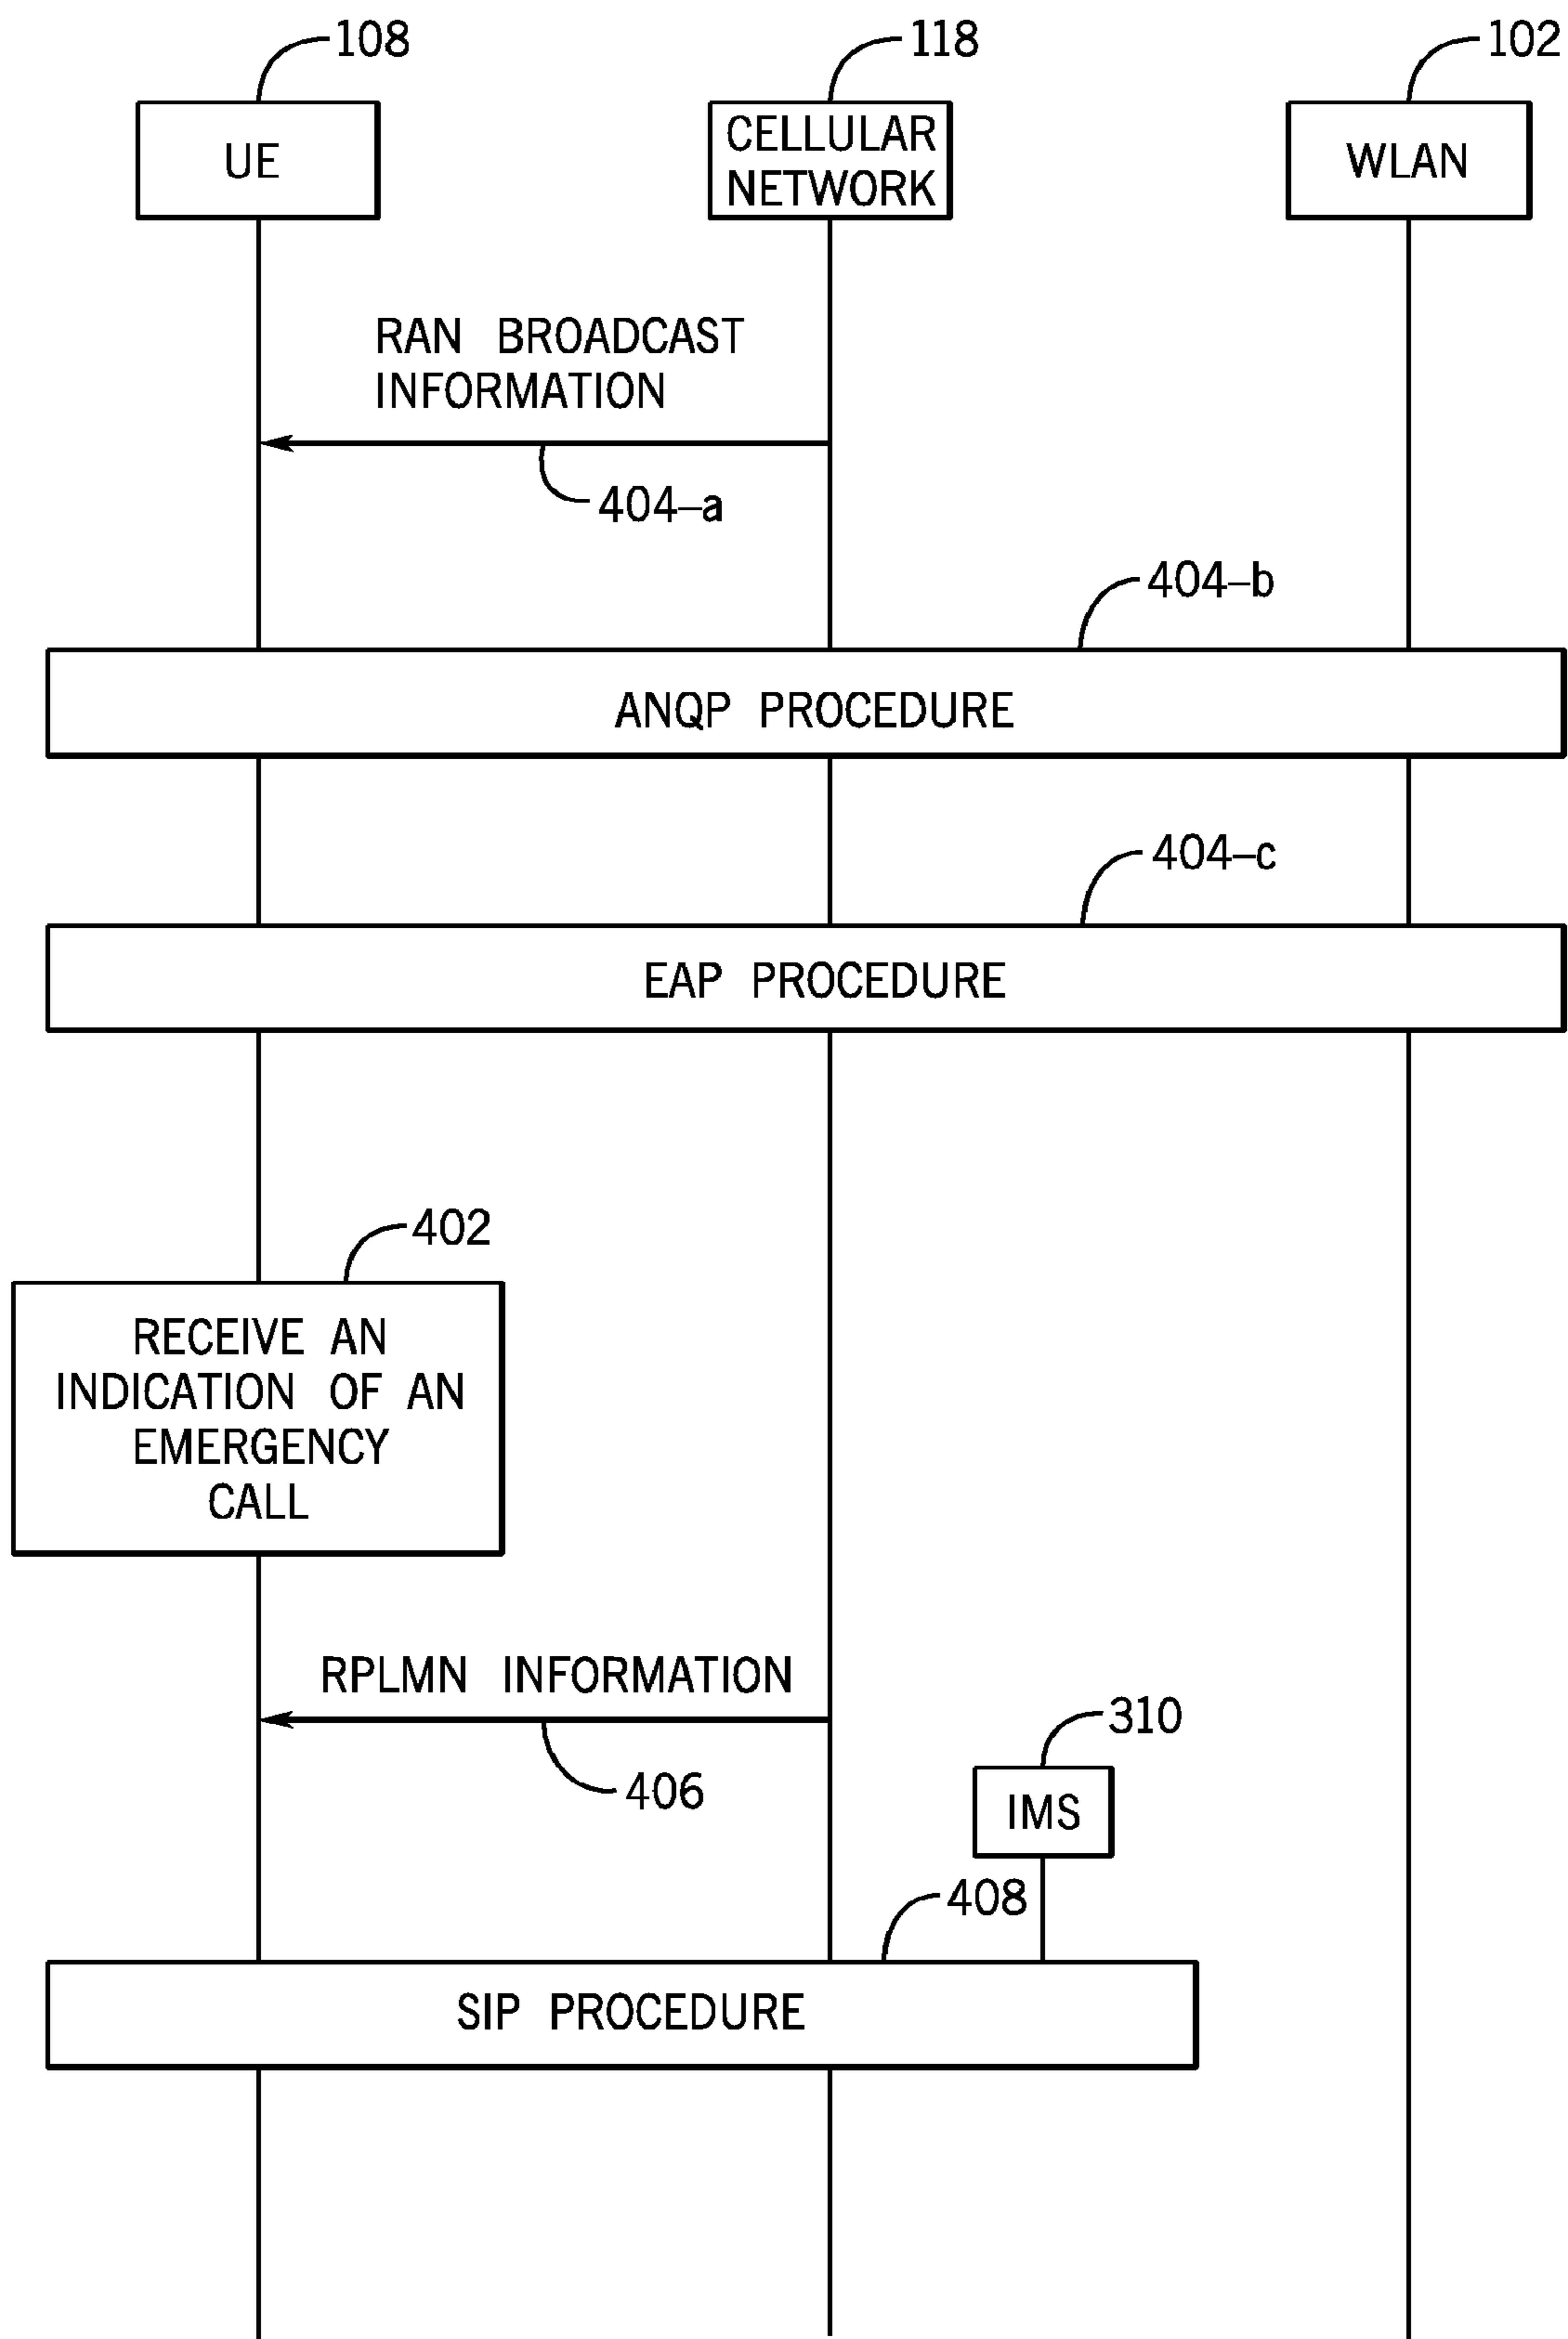 108
118
102
UE
CELLULAR
NETWORK
WLAN
RAN BROADCAST
INFORMATION
404-a
404-b
ANQP PROCEDURE
404-c
EAP PROCEDURE
402
RECEIVE AN
INDICATION OF AN
EMERGENCY
CALL
RPLMN INFORMATION
406
310
IMS
408
SIP PROCEDURE